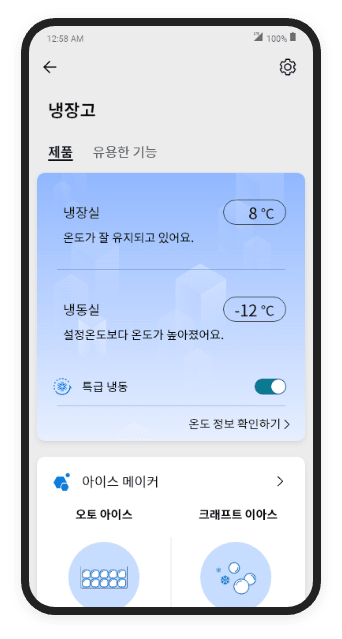 12:58 AM 100%
냉장고
제품 유용한 기능
냉장실 8 °C
온도가 잘 유지되고 있어요.
냉동실 -12 °C
설정온도보다 온도가 높아졌어요.
특급 냉동
온도 정보 확인하기
아이스 메이커
오토 아이스 크래프트 이아스